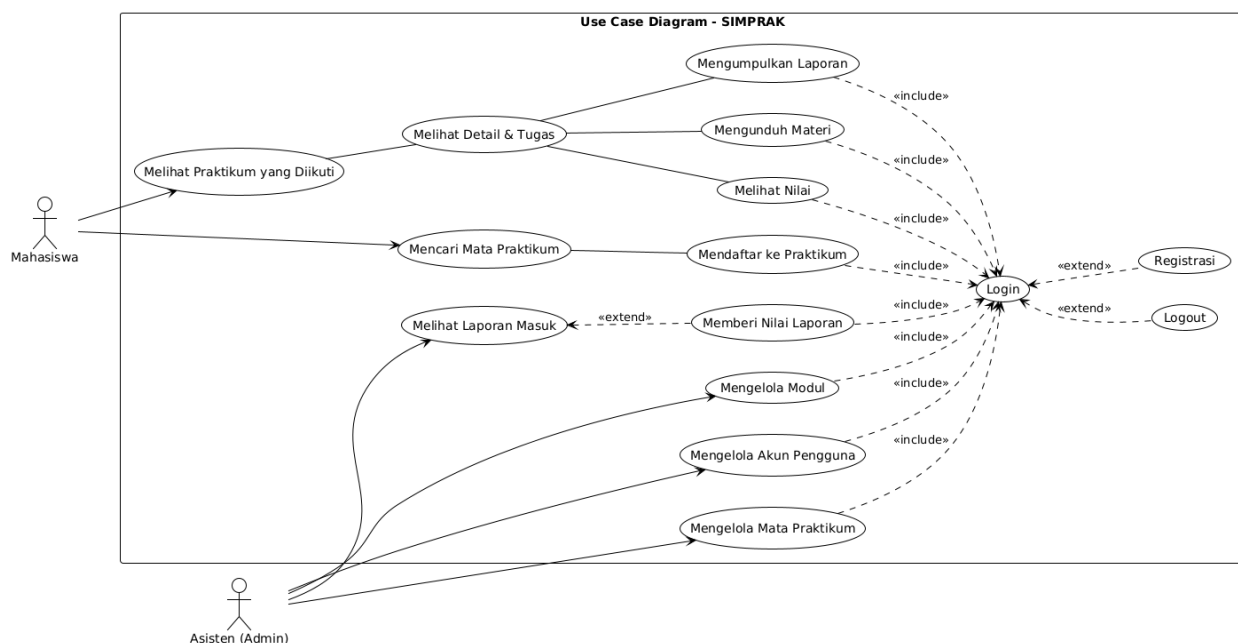 Use Case Diagram - SIMPRAK
Mengumpulkan Laporan
«include»
Melihat Detail & Tugas
Mengunduh Materi
«include»
Melihat Praktikum yang Diikuti
Melihat Nilai
«include»
Mahasiswa
Mencari Mata Praktikum
Mendaftar ke Praktikum
«include»
Login
«extend»
Registrasi
Melihat Laporan Masuk
«extend»
Memberi Nilai Laporan
«include»
«extend»
Logout
Mengelola Modul
«include»
Mengelola Akun Pengguna
«include»
Mengelola Mata Praktikum
Asisten (Admin)